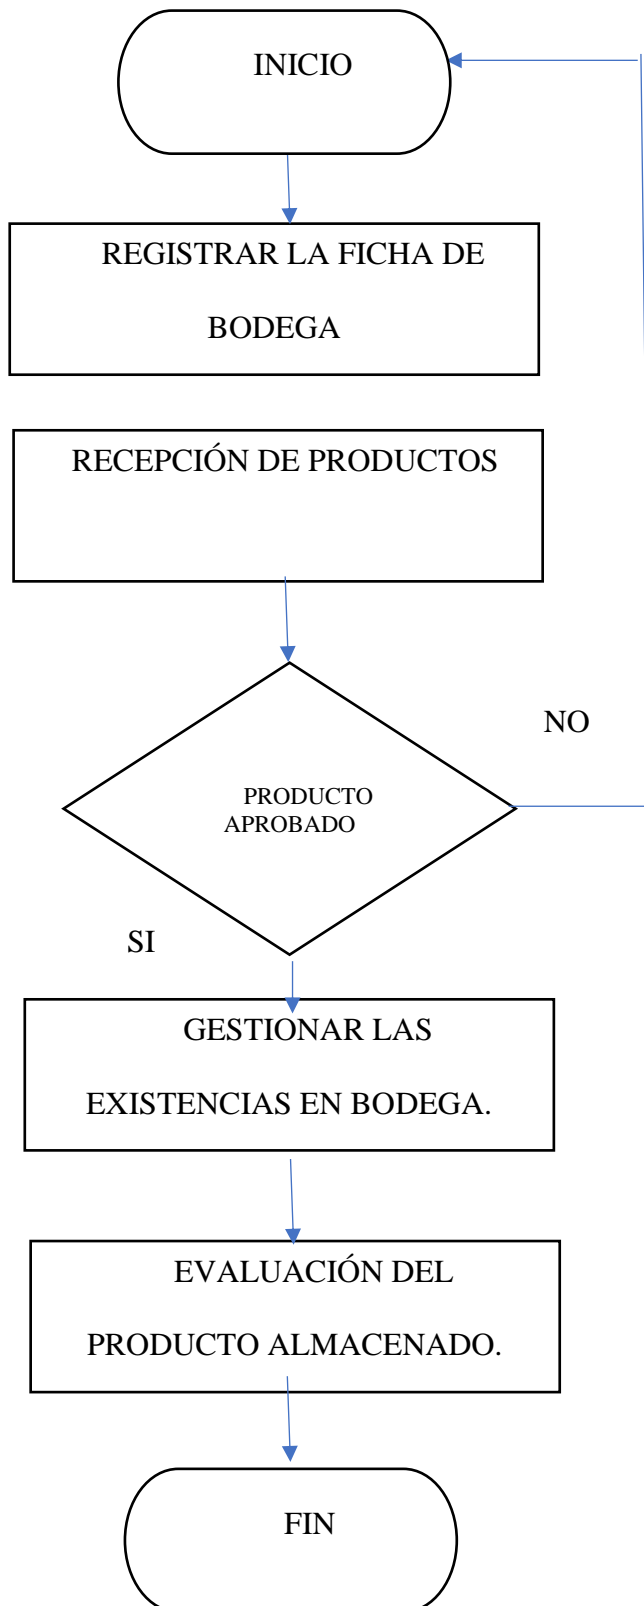 INICIO
REGISTRAR LA FICHA DE
BODEGA
RECEPCIÓN DE PRODUCTOS
NO
PRODUCTO
APROBADO
SI
GESTIONAR LAS
EXISTENCIAS EN BODEGA.
EVALUACIÓN DEL
PRODUCTO ALMACENADO.
FIN